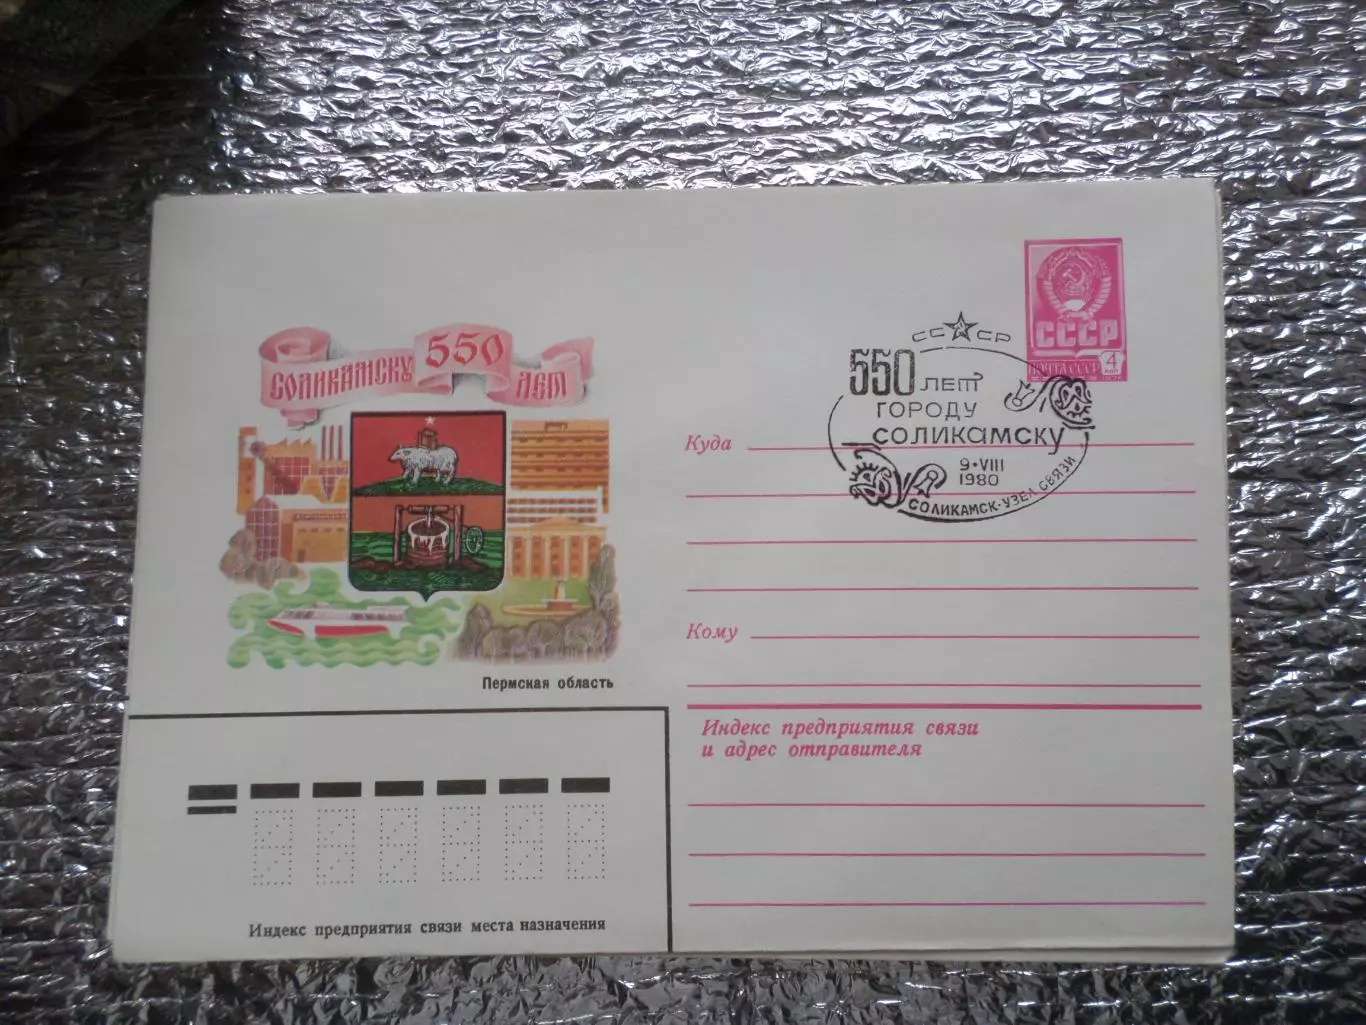 СОЛИКАМСКУ 550 ЛЕТ
Пермская область
СССР
ПОЧТА СССР
4
КОП
СССР
550 ЛЕТ
ГОРОДУ
СОЛИКАМСКУ
9·VIII
1980
СОЛИКАМСК-УЗЕЛ СВЯЗИ
Куда
Кому
Индекс предприятия связи
и адрес отправителя
Индекс предприятия связи места назначения